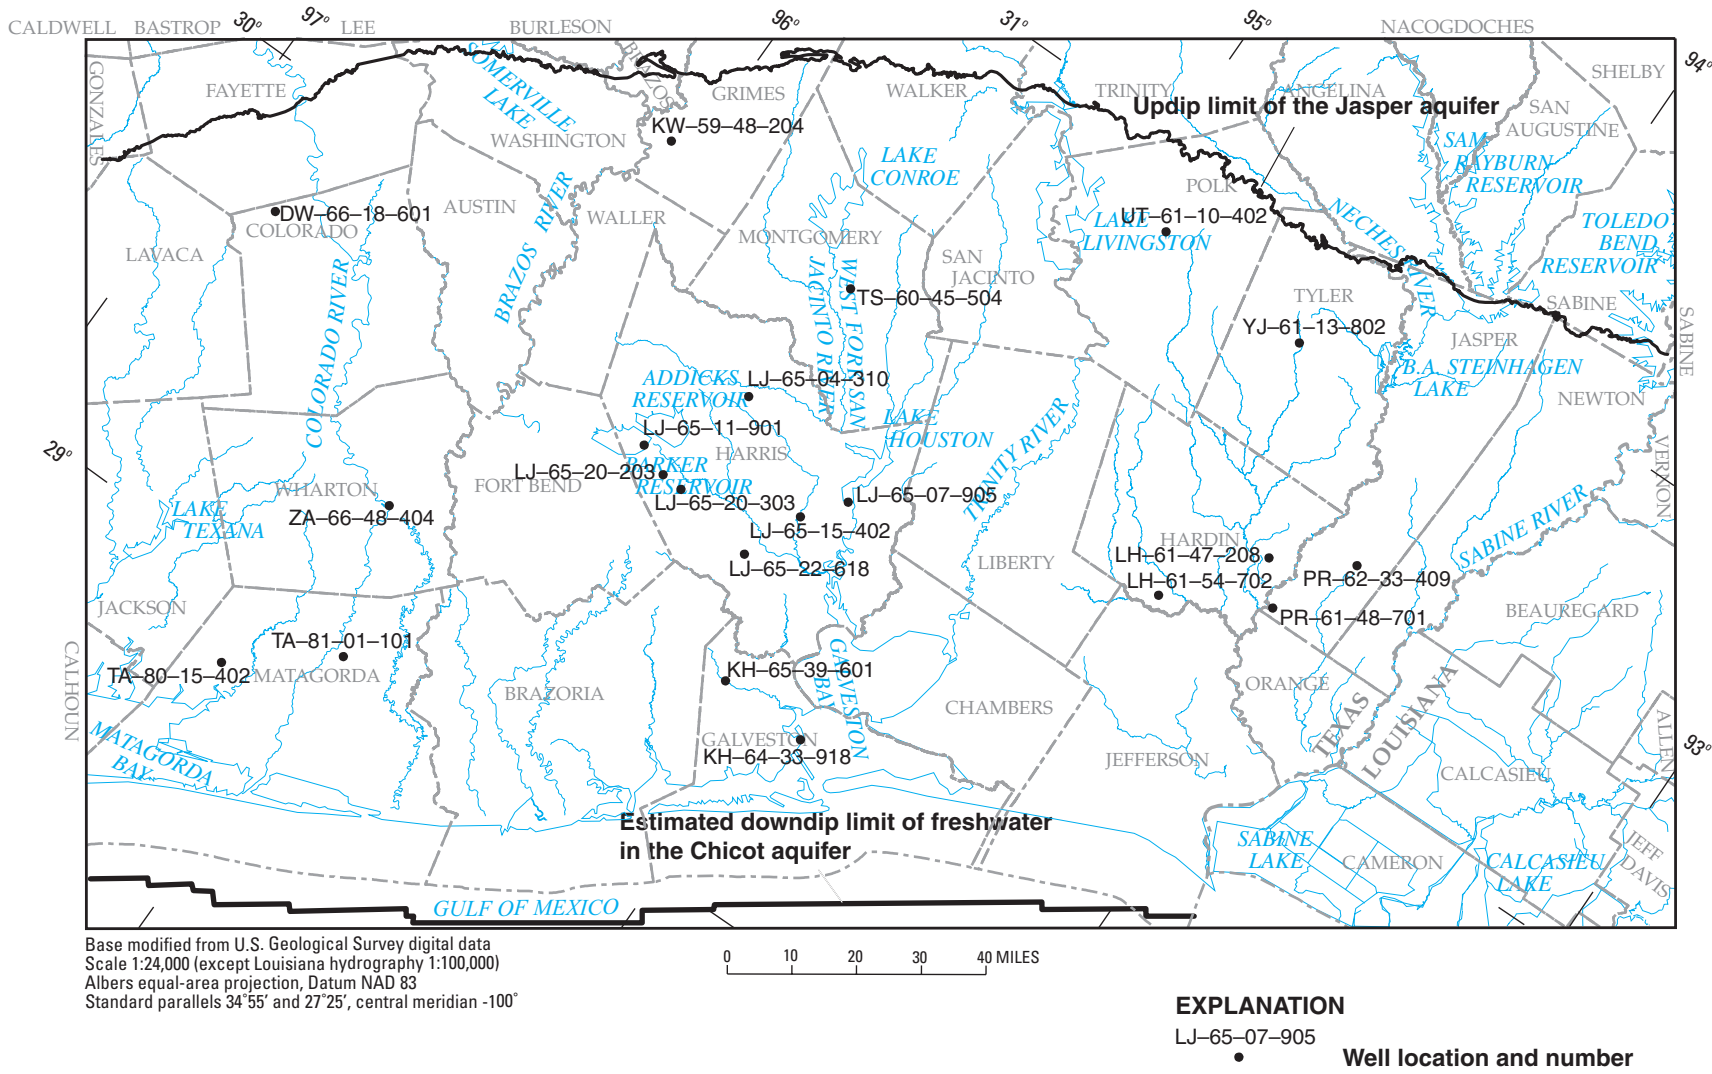 CALDWELL
BASTROP
30°
97°
LEE
BURLESON
96°
31°
95°
NACOGDOCHES
94°
GONZALES
FAYETTE
SOMERVILLE
LAKE
BRAZOS
GRIMES
WALKER
TRINITY
ANGELINA
SHELBY
Updip limit of the Jasper aquifer
SAN
AUGUSTINE
WASHINGTON
KW–59–48–204
LAKE
CONROE
SAM
RAYBURN
RESERVOIR
POLK
DW–66–18–601
COLORADO
AUSTIN
BRAZOS RIVER
WALLER
MONTGOMERY
UT–61–10–402
LAKE
LIVINGSTON
NECHES RIVER
TOLEDO
BEND
RESERVOIR
LAVACA
SAN
JACINTO
COLORADO RIVER
WEST FORK SAN
JACINTO RIVER
TS–60–45–504
TYLER
SABINE
YJ–61–13–802
JASPER
SABINE
ADDICKS
RESERVOIR
LJ–65–04–310
B.A. STEINHAGEN
LAKE
NEWTON
29°
LJ–65–11–901
HARRIS
LAKE
HOUSTON
TRINITY RIVER
VERNON
LJ–65–20–203
BARKER
RESERVOIR
FORT BEND
WHARTON
ZA–66–48–404
LAKE
TEXANA
LJ–65–20–303
LJ–65–07–905
LJ–65–15–402
LJ–65–22–618
LIBERTY
HARDIN
LH–61–47–208
LH–61–54–702
PR–62–33–409
PR–61–48–701
SABINE RIVER
BEAUREGARD
JACKSON
CALHOUN
TA–81–01–101
TA–80–15–402
MATAGORDA
BRAZORIA
KH–65–39–601
GALVESTON
BAY
CHAMBERS
ORANGE
TEXAS
LOUISIANA
ALLEN
93°
MATAGORDA
BAY
GALVESTON
KH–64–33–918
JEFFERSON
CALCASIEU
Estimated downdip limit of freshwater
in the Chicot aquifer
SABINE
LAKE
CAMERON
CALCASIEU
LAKE
JEFF
DAVIS
GULF OF MEXICO
Base modified from U.S. Geological Survey digital data
Scale 1:24,000 (except Louisiana hydrography 1:100,000)
Albers equal-area projection, Datum NAD 83
Standard parallels 34°55′ and 27°25′, central meridian -100°
0 10 20 30 40 MILES
EXPLANATION
LJ–65–07–905
Well location and number